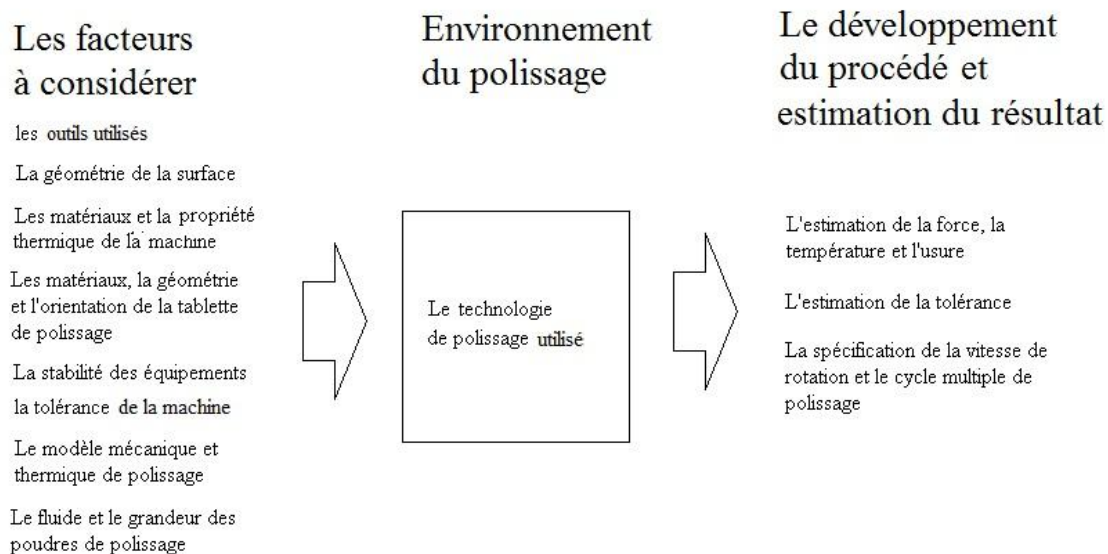 Les facteurs
à considérer
les outils utilisés
La géométrie de la surface
Les matériaux et la propriété
thermique de la machine
Les matériaux, la géométrie
et l'orientation de la tablette
de polissage
La stabilité des équipements
la tolérance de la machine
Le modèle mécanique et
thermique de polissage
Le fluide et le grandeur des
poudres de polissage
Environnement
du polissage
Le technologie
de polissage utilisé
Le développement
du procédé et
estimation du résultat
L'estimation de la force, la
température et l'usure
L'estimation de la tolérance
La spécification de la vitesse de
rotation et le cycle multiple de
polissage